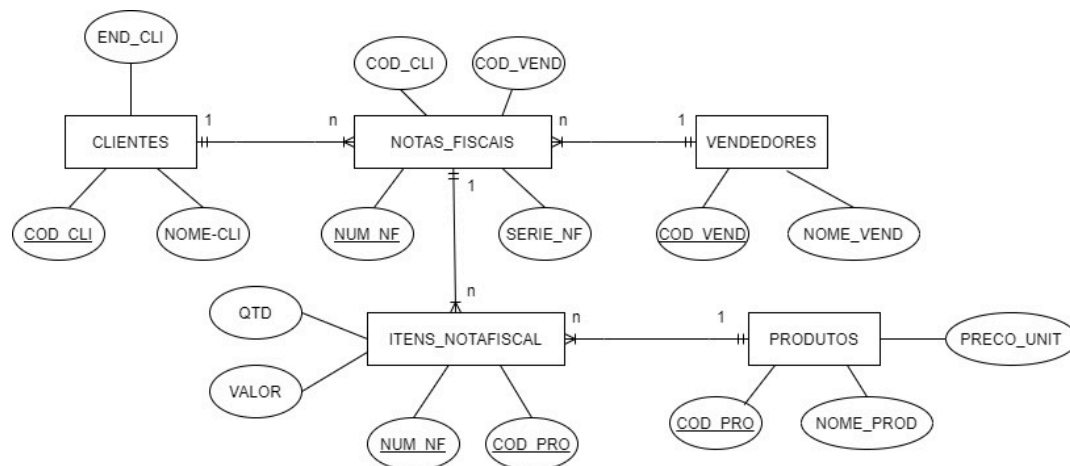 END_CLI
COD_CLI
COD_VEND
1
n
n
1
CLIENTES
NOTAS_FISCAIS
VENDEDORES
1
COD_CLI
NOME-CLI
NUM_NF
SERIE_NF
COD_VEND
NOME_VEND
n
n
1
QTD
ITENS_NOTAFISCAL
PRODUTOS
PRECO_UNIT
VALOR
NUM_NF
COD_PRO
COD_PRO
NOME_PROD